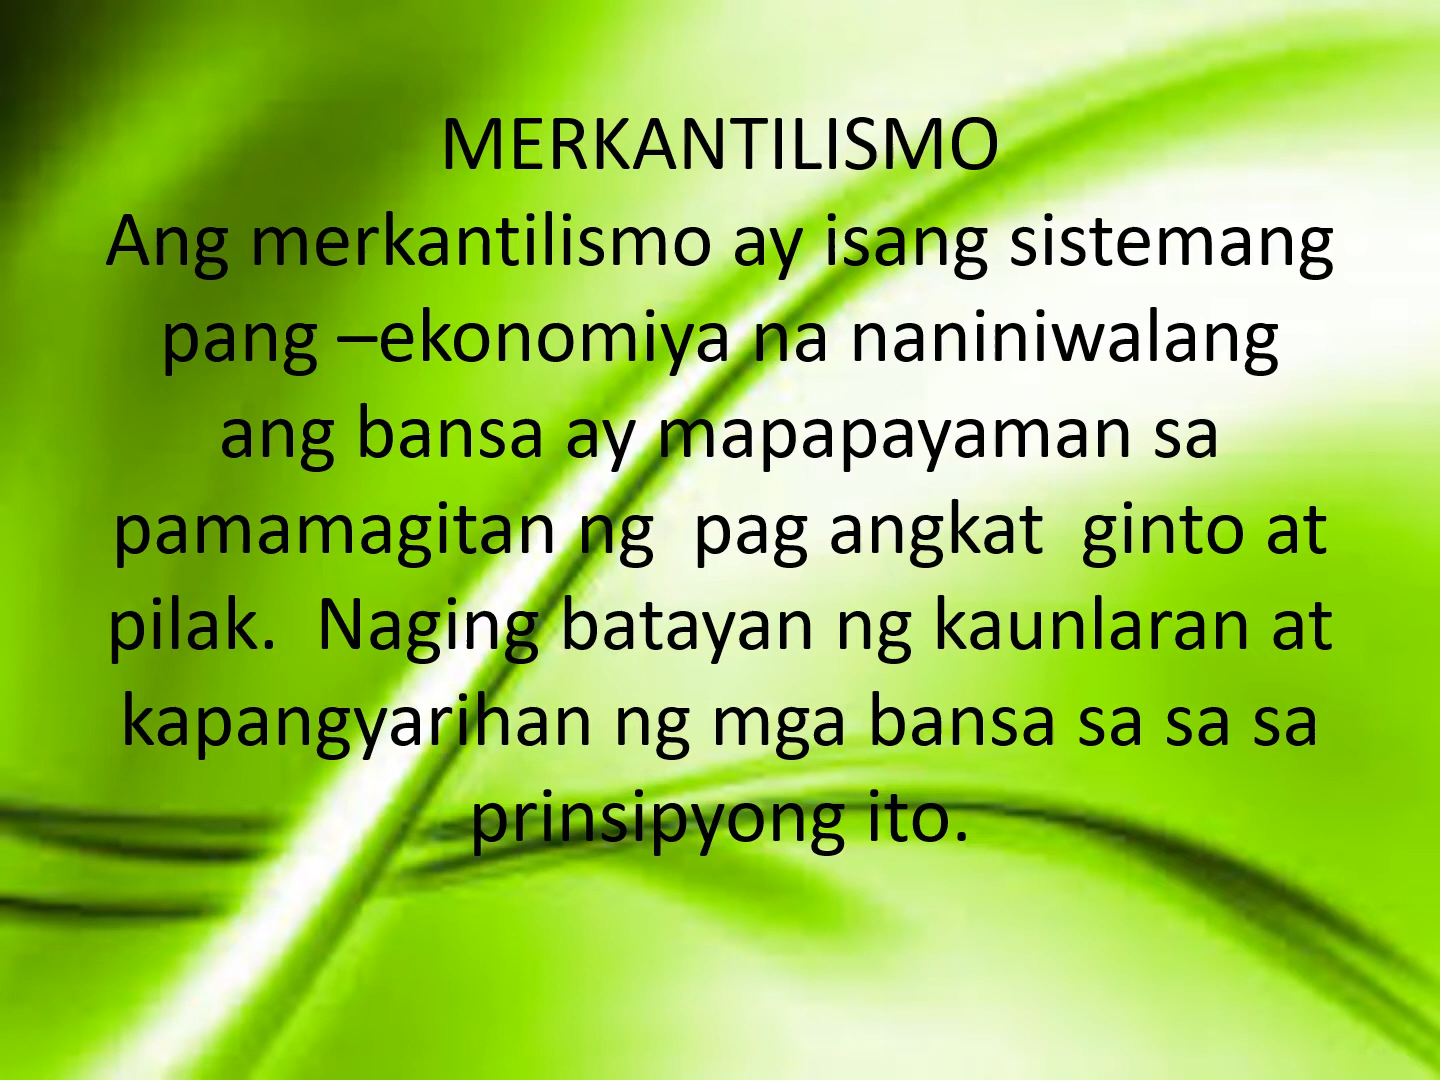 MERKANTILISMO
Ang merkantilismo ay isang sistemang
pang –ekonomiya na naniniwalang
ang bansa ay mapapayaman sa
pamamagitan ng  pag angkat  ginto at
pilak.  Naging batayan ng kaunlaran at
kapangyarihan ng mga bansa sa sa sa
prinsipyong ito.